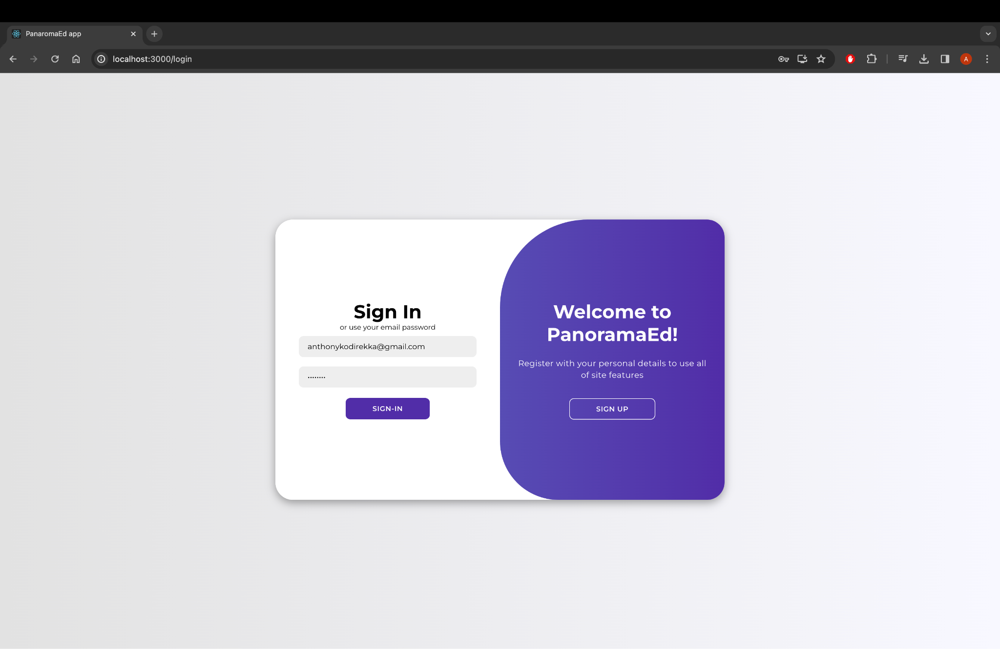 PanaromaEd app
localhost:3000/login
A
Sign In
or use your email password
anthonykodirekka@gmail.com
••••••••
SIGN-IN
Welcome to
PanoramaEd!
Register with your personal details to use all
of site features
SIGN UP